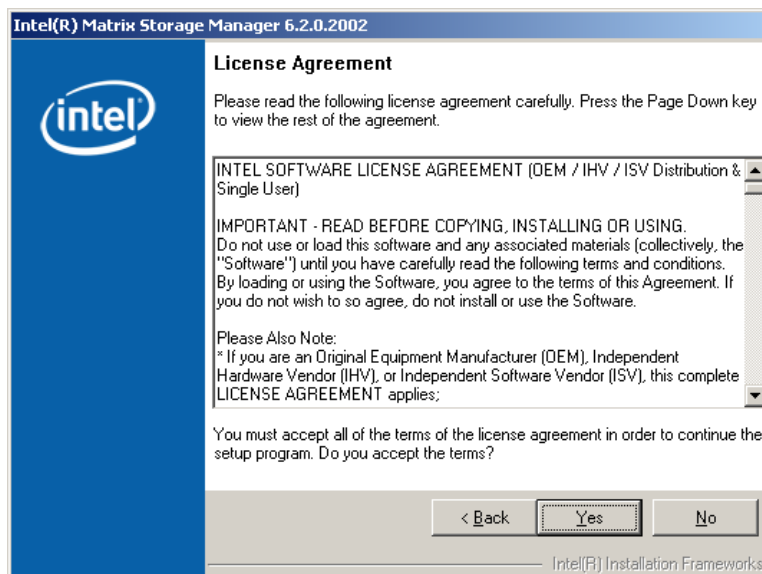 Intel(R) Matrix Storage Manager 6.2.0.2002
intel
License Agreement
Please read the following license agreement carefully. Press the Page Down key
to view the rest of the agreement.
INTEL SOFTWARE LICENSE AGREEMENT (OEM / IHV / ISV Distribution &
Single User)
IMPORTANT - READ BEFORE COPYING, INSTALLING OR USING.
Do not use or load this software and any associated materials (collectively, the
"Software") until you have carefully read the following terms and conditions.
By loading or using the Software, you agree to the terms of this Agreement. If
you do not wish to so agree, do not install or use the Software.
Please Also Note:
* If you are an Original Equipment Manufacturer (OEM), Independent
Hardware Vendor (IHV), or Independent Software Vendor (ISV), this complete
LICENSE AGREEMENT applies;
You must accept all of the terms of the license agreement in order to continue the
setup program. Do you accept the terms?
< Back Yes No
Intel(R) Installation Frameworks